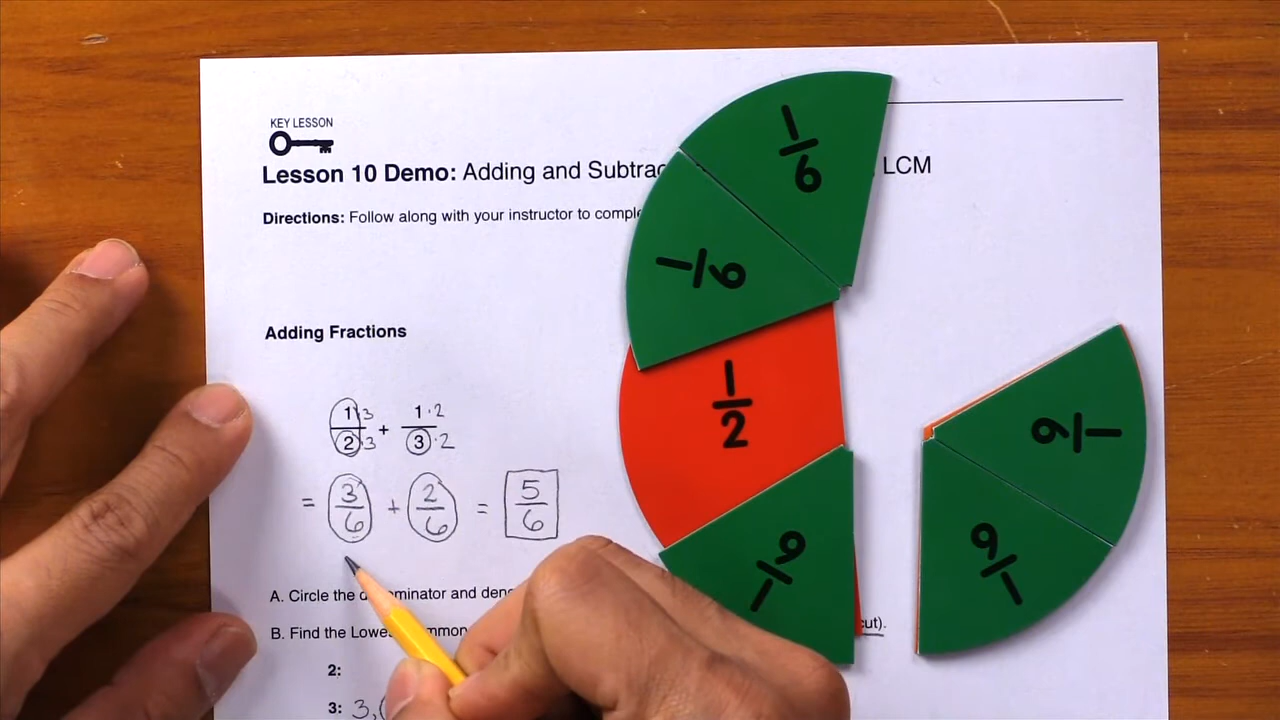 KEY LESSON
Lesson 10 Demo: Adding and Subtrac LCM
Directions: Follow along with your instructor to comple
Adding Fractions
1·3/2·3 + 1·2/3·2
= 3/6 + 2/6 = 5/6
A. Circle the d minator and deno
B. Find the Lowe mmon
cut).
2:
3: 3,
1/6
1/6
1/2
1/6
1/6
1/6